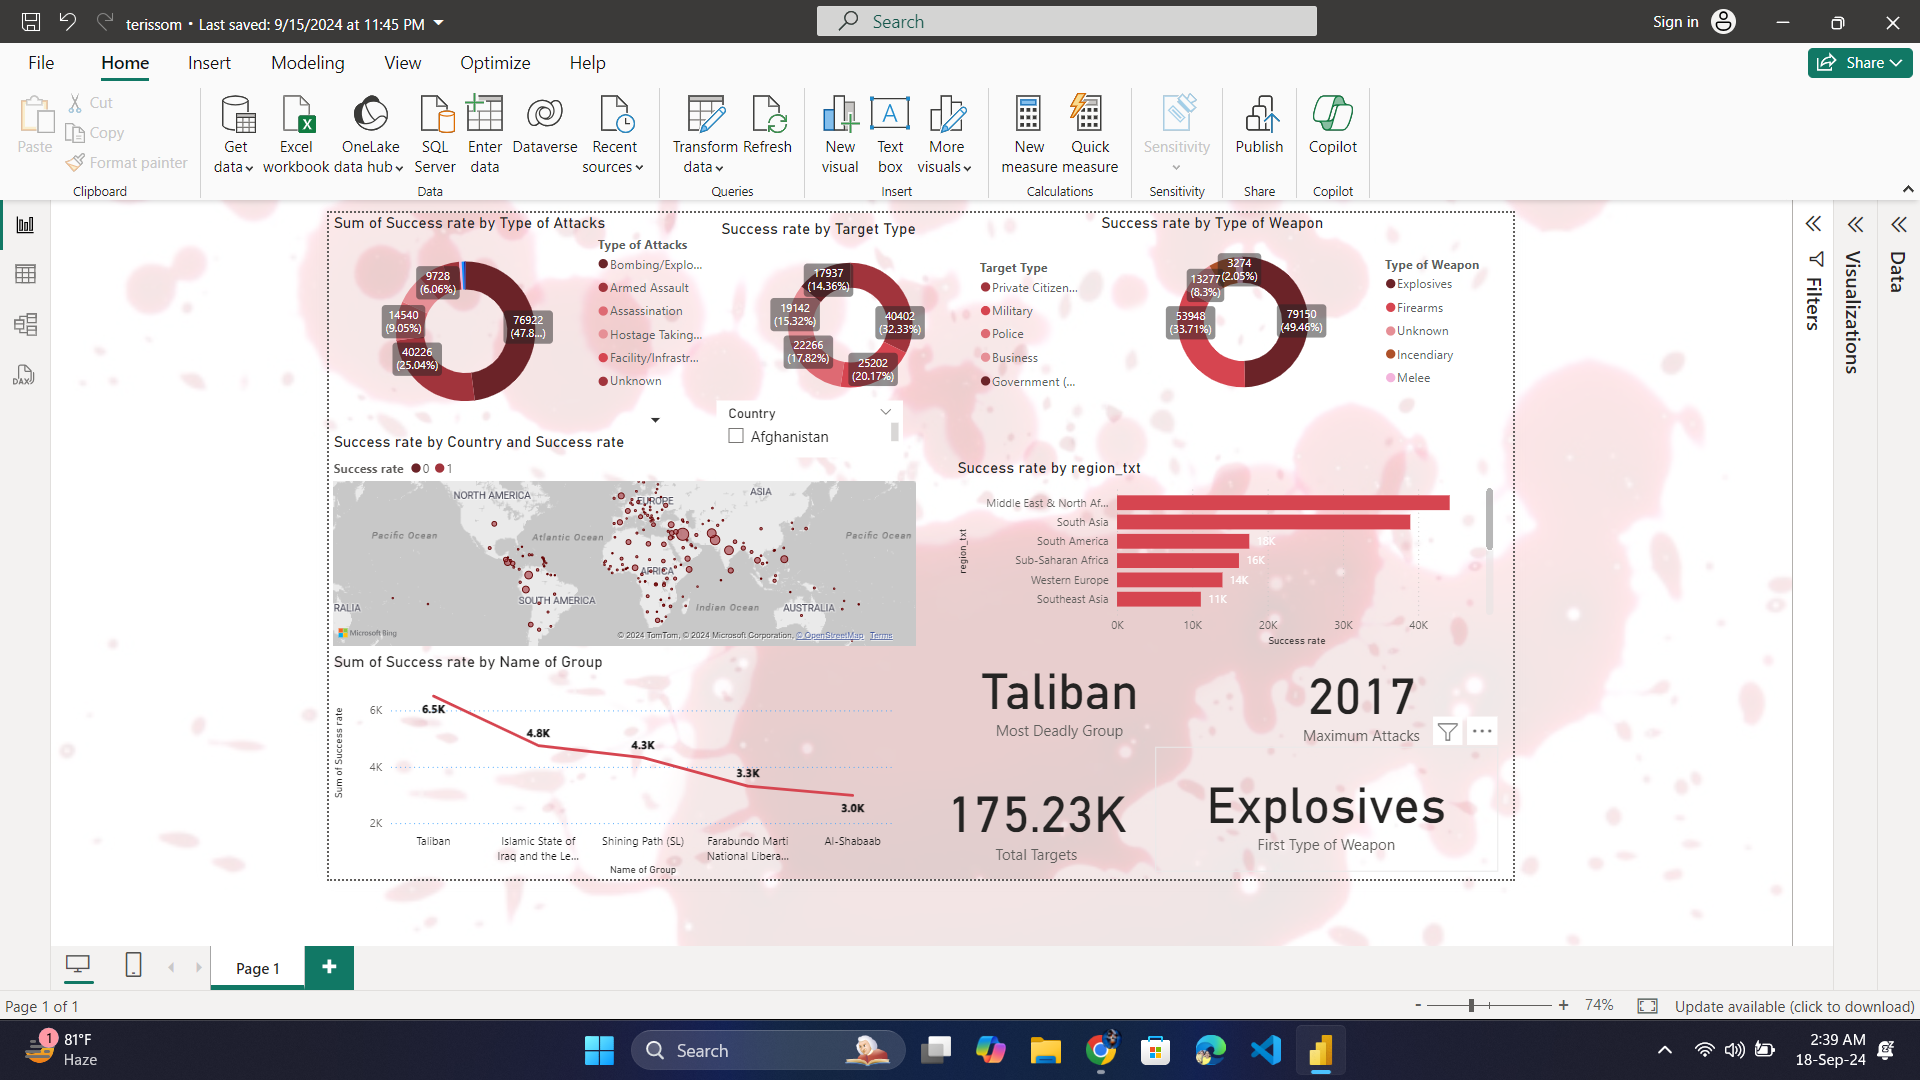 terissom • Last saved: 9/15/2024 at 11:45 PM
Search
Sign in
File
Home
Insert
Modeling
View
Optimize
Help
Share
Paste
Cut
Copy
Format painter
Clipboard
Get data
Excel workbook
OneLake data hub
SQL Server
Enter data
Dataverse
Recent sources
Data
Transform data
Refresh
Queries
New visual
Text box
More visuals
Insert
New measure
Quick measure
Calculations
Sensitivity
Sensitivity
Publish
Share
Copilot
Copilot
Sum of Success rate by Type of Attacks
9728
(6.06%)
14540
(9.05%)
40226
(25.04%)
76922
(47.8...)
Type of Attacks
Bombing/Explo...
Armed Assault
Assassination
Hostage Taking...
Facility/Infrastr...
Unknown
Success rate by Target Type
17937
(14.36%)
19142
(15.32%)
22266
(17.82%)
40402
(32.33%)
25202
(20.17%)
Target Type
Private Citizen...
Military
Police
Business
Government (...
Success rate by Type of Weapon
3274
(2.05%)
13277
(8.3%)
53948
(33.71%)
79150
(49.46%)
Type of Weapon
Explosives
Firearms
Unknown
Incendiary
Melee
Country
Afghanistan
Success rate by Country and Success rate
Success rate 0 1
NORTH AMERICA
EUROPE
ASIA
Pacific Ocean
Atlantic Ocean
Pacific Ocean
AFRICA
SOUTH AMERICA
Indian Ocean
RALIA
AUSTRALIA
Microsoft Bing
© 2024 TomTom, © 2024 Microsoft Corporation, © OpenStreetMap Terms
Success rate by region_txt
region_txt
Middle East & North Af...
South Asia
South America 18K
Sub-Saharan Africa 16K
Western Europe 14K
Southeast Asia 11K
0K 10K 20K 30K 40K
Success rate
Sum of Success rate by Name of Group
Sum of Success rate
6K
4K
2K
6.5K
4.8K
4.3K
3.3K
3.0K
Taliban
Islamic State of
Iraq and the Le...
Shining Path (SL)
Farabundo Marti
National Libera...
Al-Shabaab
Name of Group
Taliban
Most Deadly Group
2017
Maximum Attacks
175.23K
Total Targets
Explosives
First Type of Weapon
Filters
Visualizations
Data
DAX
Page 1
Page 1 of 1
- + 74%
Update available (click to download)
1
81°F
Haze
Search
2:39 AM
18-Sep-24